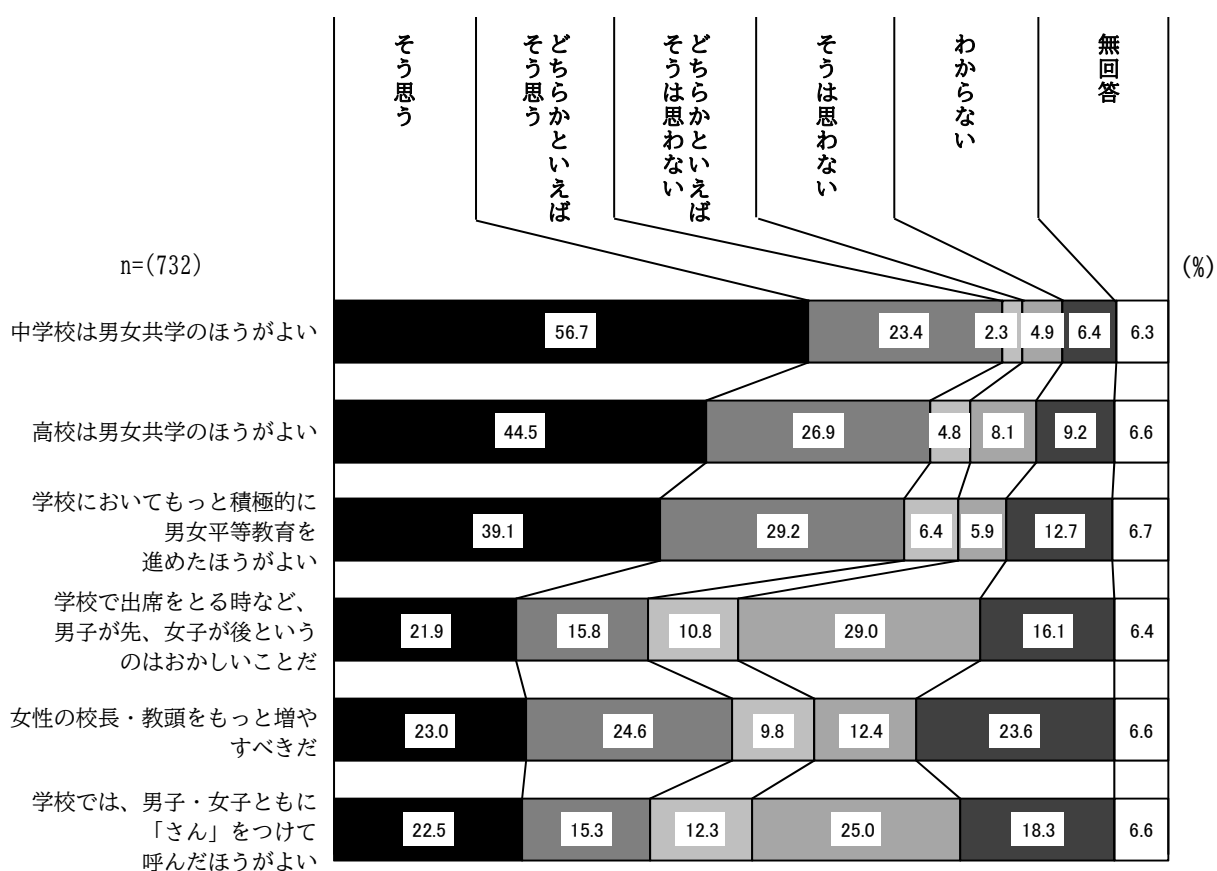 そう思う
どちらかといえば
そう思う
どちらかといえば
そうは思わない
そうは思わない
わからない
無回答
n=(732)
(%)
中学校は男女共学のほうがよい
56.7
23.4
2.3
4.9
6.4
6.3
高校は男女共学のほうがよい
44.5
26.9
4.8
8.1
9.2
6.6
学校においてもっと積極的に
男女平等教育を
進めたほうがよい
39.1
29.2
6.4
5.9
12.7
6.7
学校で出席をとる時など、
男子が先、女子が後という
のはおかしいことだ
21.9
15.8
10.8
29.0
16.1
6.4
女性の校長・教頭をもっと増や
すべきだ
23.0
24.6
9.8
12.4
23.6
6.6
学校では、男子・女子ともに
「さん」をつけて
呼んだほうがよい
22.5
15.3
12.3
25.0
18.3
6.6